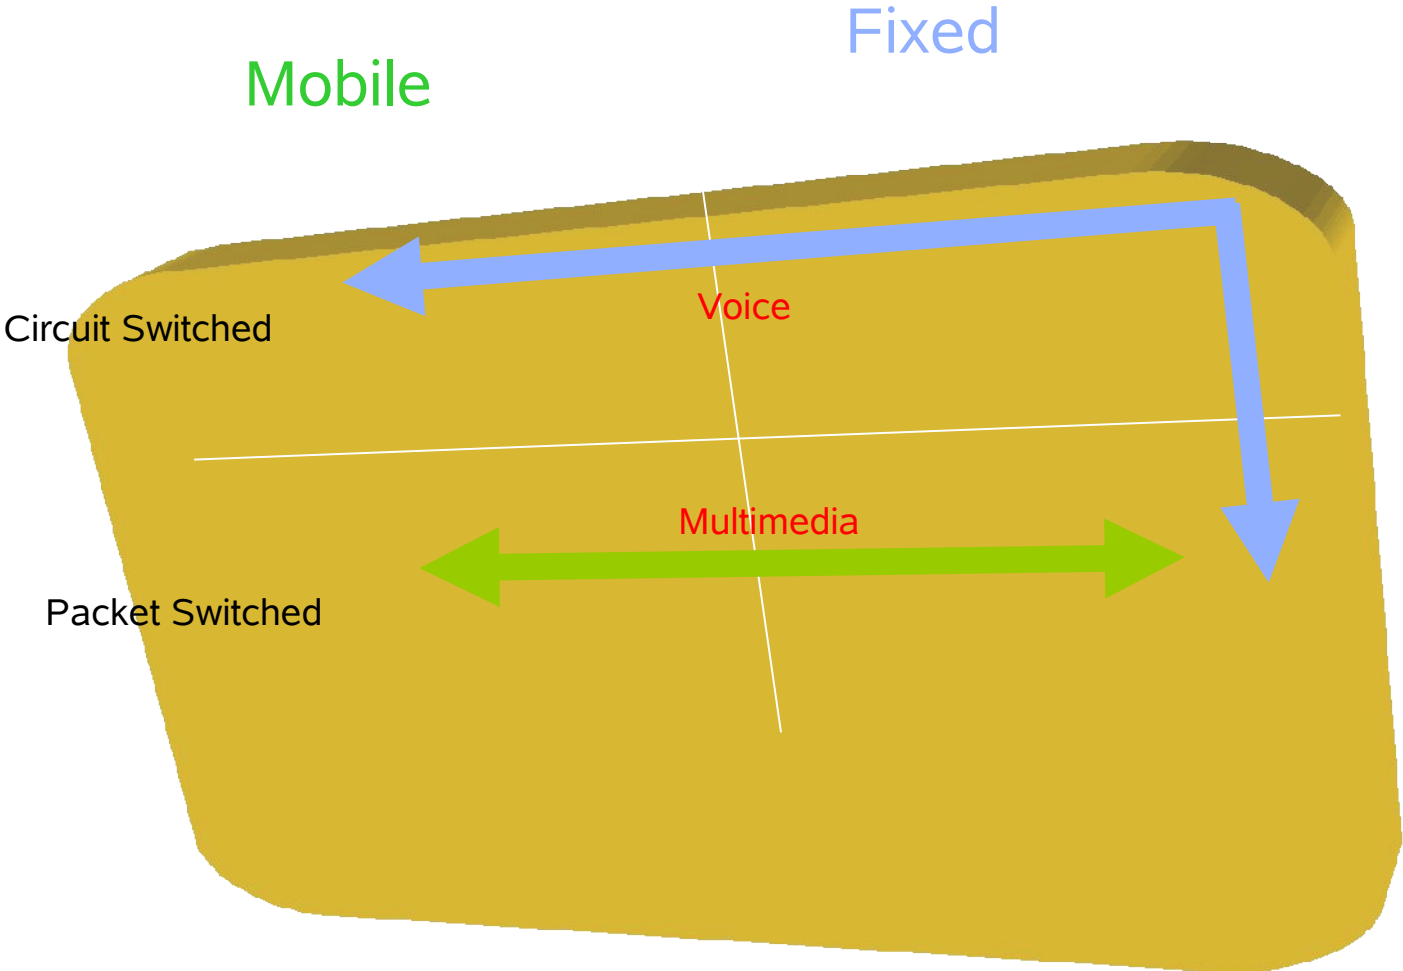 Fixed
Mobile
Voice
Circuit Switched
Multimedia
Packet Switched